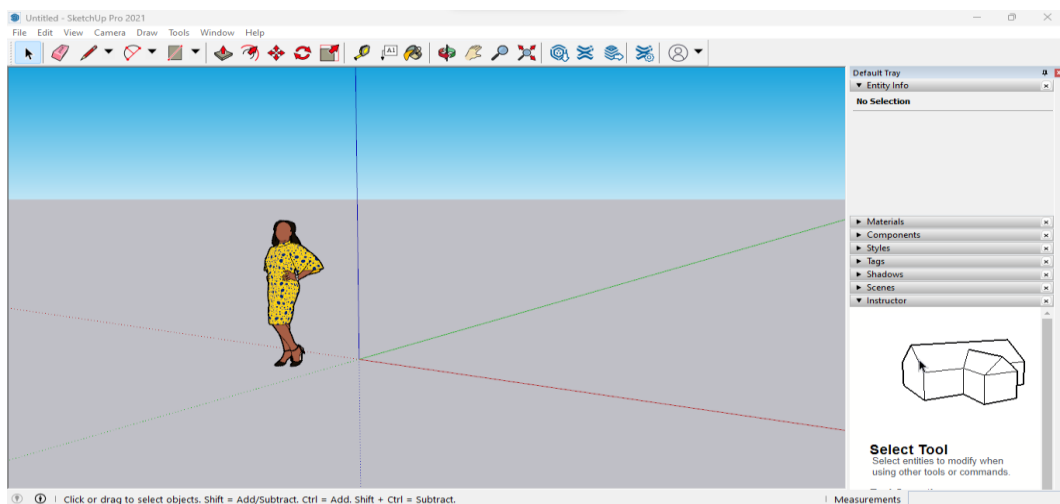 Untitled - SketchUp Pro 2021
File Edit View Camera Draw Tools Window Help
A1
Default Tray
Entity Info
No Selection
Materials
Components
Styles
Tags
Shadows
Scenes
Instructor
Select Tool
Select entities to modify when
using other tools or commands.
Click or drag to select objects. Shift = Add/Subtract. Ctrl = Add. Shift + Ctrl = Subtract.
Measurements